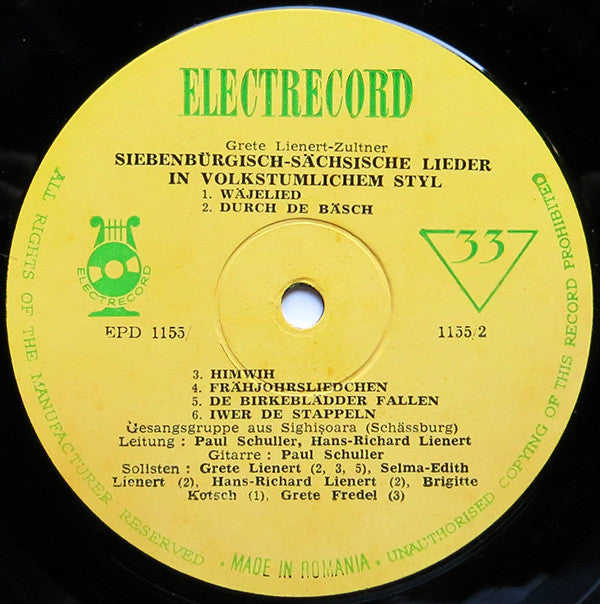 ELECTRECORD
Grete Lienert-Zultner
SIEBENBÜRGISCH-SÄCHSISCHE LIEDER
IN VOLKSTUMLICHEM STYL
1. WÄJELIED
2. DURCH DE BÄSCH
ELECTRECORD
33
EPD 1155/
1155/2
3. HIMWIH
4. FRÄHJOHRSLIEDCHEN
5. DE BIRKEBLÄDDER FALLEN
6. IWER DE STAPPELN
Gesangsgruppe aus Sighişoara (Schässburg)
Leitung : Paul Schuller, Hans-Richard Lienert
Gitarre : Paul Schuller
Solisten : Grete Lienert (2, 3, 5), Selma-Edith
Lienert (2), Hans-Richard Lienert (2), Brigitte
Kotsch (1), Grete Fredel (3)
ALL RIGHTS OF THE MANUFACTURER RESERVED • MADE IN ROMANIA • UNAUTHORISED COPYING OF THIS RECORD PROHIBITED